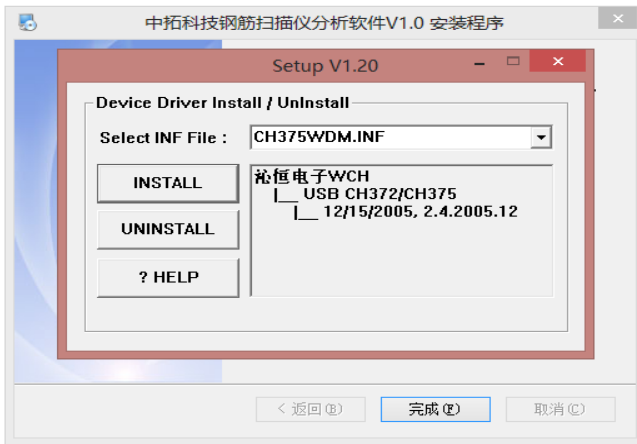 中拓科技钢筋扫描仪分析软件V1.0 安装程序
Setup V1.20
Device Driver Install / UnInstall
Select INF File : CH375WDM.INF
INSTALL
UNINSTALL
? HELP
沁恒电子WCH
|__ USB CH372/CH375
|__ 12/15/2005, 2.4.2005.12
< 返回(B)
完成(F)
取消(C)